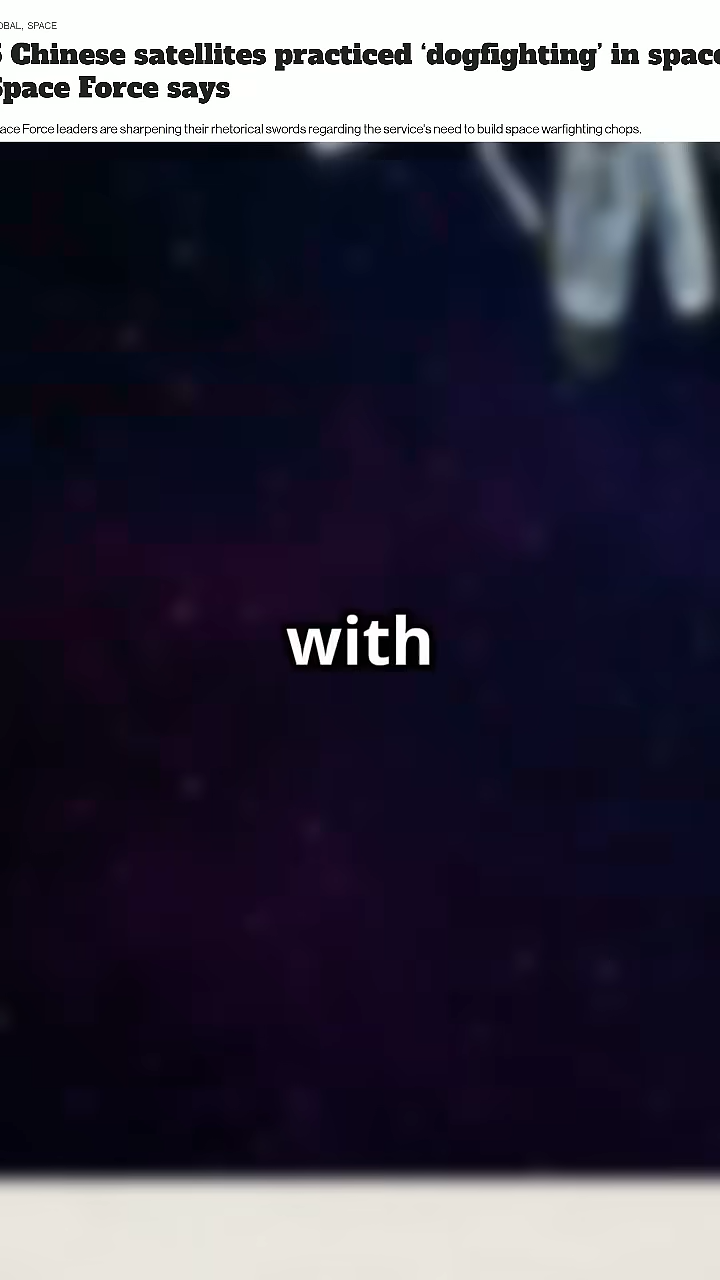 OBAL, SPACE
5 Chinese satellites practiced ‘dogfighting’ in space
Space Force says
ace Force leaders are sharpening their rhetorical swords regarding the service's need to build space warfighting chops.
with